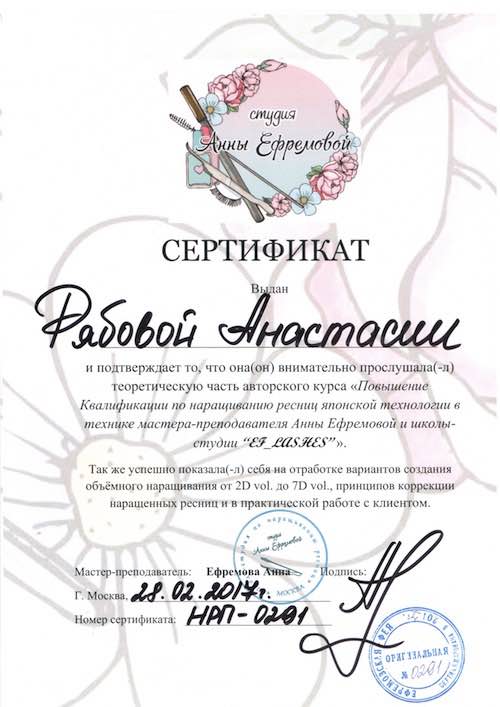 студия
Анны Ефремовой
СЕРТИФИКАТ
Выдан
Рябовой Анастасии
и подтверждает то, что она(он) внимательно прослушала(-л)
теоретическую часть авторского курса «Повышение
Квалификации по наращиванию ресниц японской технологии в
технике мастера-преподавателя Анны Ефремовой и школы-
студии “EF_LASHES”».
Так же успешно показала(-л) себя на отработке вариантов создания
объёмного наращивания от 2D vol. до 7D vol., принципов коррекции
наращенных ресниц и в практической работе с клиентом.
студия
Анны Ефремовой
МОСКВА
Мастер-преподаватель: Ефремова Анна Подпись:
Г. Москва, 28.02.2017г.
Номер сертификата: НРП-0291
ОРИГИНАЛЬНАЯ
№ 0291